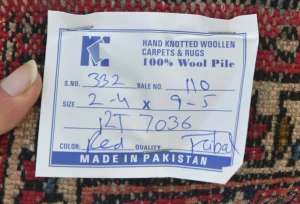 HAND KNOTTED WOOLLEN
CARPETS & RUGS
100% Wool Pile
S.NO. 332 BALE NO. 110
SIZE 2-4 x 9-5
12T 7036
COLOR: Red QUALITY:
MADE IN PAKISTAN